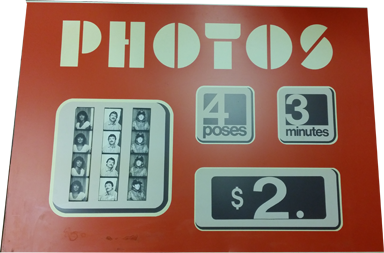 PHOTOS
4 poses
3 minutes
$2.